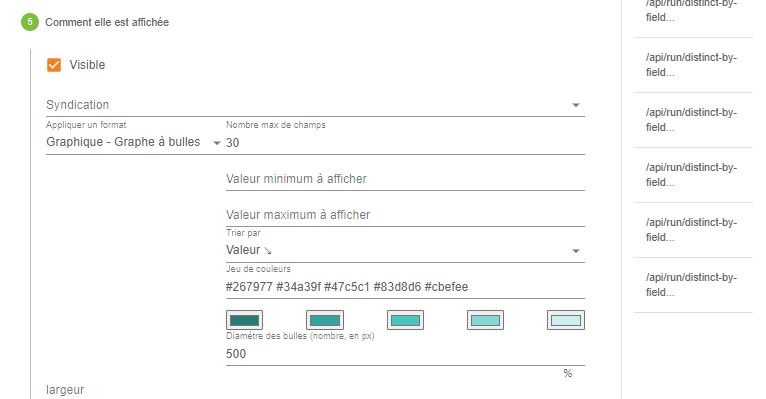 5 Comment elle est affichée
Visible
Syndication
Appliquer un format
Nombre max de champs
Graphique - Graphe à bulles
30
Valeur minimum à afficher
Valeur maximum à afficher
Trier par
Valeur ↘
Jeu de couleurs
#267977 #34a39f #47c5c1 #83d8d6 #cbefee
Diamètre des bulles (nombre, en px)
500
%
largeur
/api/run/distinct-by-
field...
/api/run/distinct-by-
field...
/api/run/distinct-by-
field...
/api/run/distinct-by-
field...
/api/run/distinct-by-
field...
/api/run/distinct-by-
field...